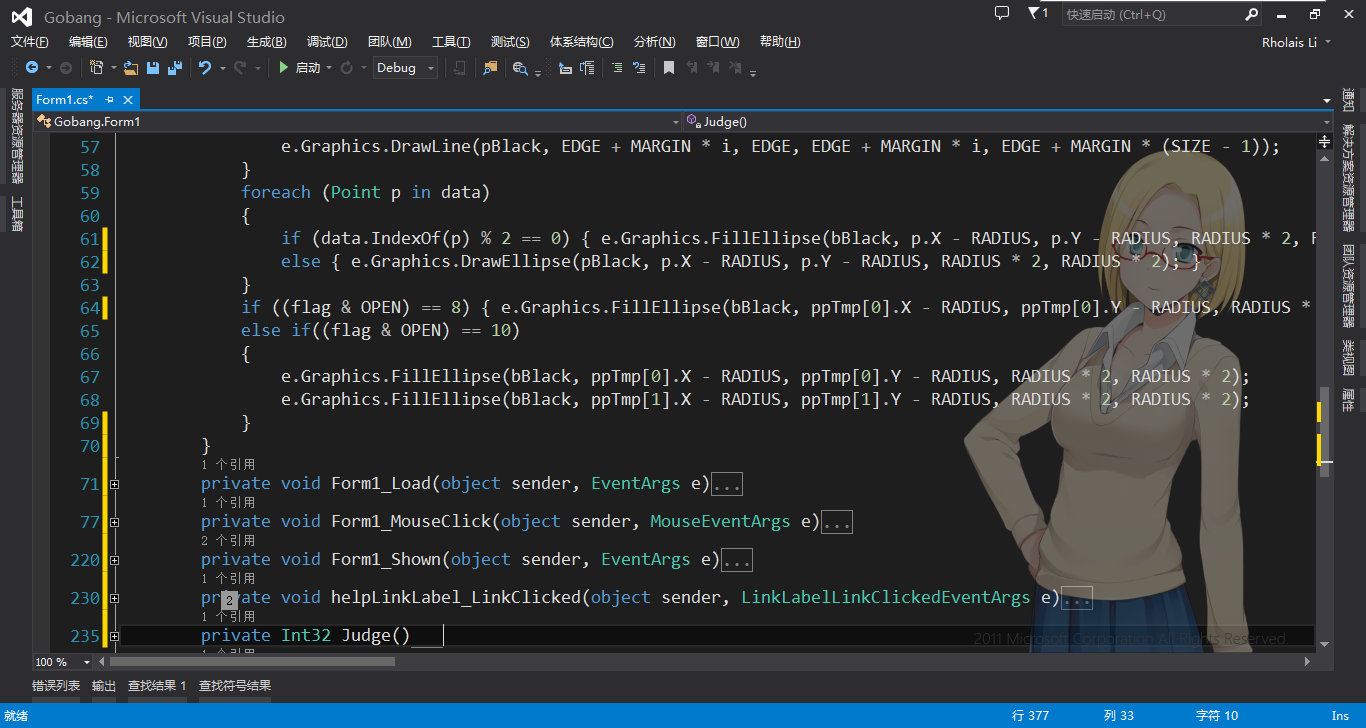 Gobang - Microsoft Visual Studio
1
快速启动 (Ctrl+Q)
文件(F) 编辑(E) 视图(V) 项目(P) 生成(B) 调试(D) 团队(M) 工具(T) 测试(S) 体系结构(C) 分析(N) 窗口(W) 帮助(H)
Rholais Li
启动 Debug
服务器资源管理器
工具箱
Form1.cs*
Gobang.Form1 Judge()
57 e.Graphics.DrawLine(pBlack, EDGE + MARGIN * i, EDGE, EDGE + MARGIN * i, EDGE + MARGIN * (SIZE - 1));
58 }
59 foreach (Point p in data)
60 {
61 if (data.IndexOf(p) % 2 == 0) { e.Graphics.FillEllipse(bBlack, p.X - RADIUS, p.Y - RADIUS, RADIUS * 2,
62 else { e.Graphics.DrawEllipse(pBlack, p.X - RADIUS, p.Y - RADIUS, RADIUS * 2, RADIUS * 2); }
63 }
64 if ((flag & OPEN) == 8) { e.Graphics.FillEllipse(bBlack, ppTmp[0].X - RADIUS, ppTmp[0].Y - RADIUS, RADIUS *
65 else if((flag & OPEN) == 10)
66 {
67 e.Graphics.FillEllipse(bBlack, ppTmp[0].X - RADIUS, ppTmp[0].Y - RADIUS, RADIUS * 2, RADIUS * 2);
68 e.Graphics.FillEllipse(bBlack, ppTmp[1].X - RADIUS, ppTmp[1].Y - RADIUS, RADIUS * 2, RADIUS * 2);
69 }
70 }
1 个引用
71 private void Form1_Load(object sender, EventArgs e)...
1 个引用
77 private void Form1_MouseClick(object sender, MouseEventArgs e)...
2 个引用
220 private void Form1_Shown(object sender, EventArgs e)...
1 个引用
230 private void helpLinkLabel_LinkClicked(object sender, LinkLabelLinkClickedEventArgs e)...
2
1 个引用
235 private Int32 Judge()
2011 Microsoft Corporation All Rights Reserved.
通知
解决方案资源管理器
团队资源管理器
类视图
属性
100 %
错误列表 输出 查找结果 1 查找符号结果
就绪 行 377 列 33 字符 10 Ins